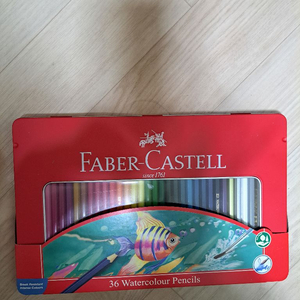 FABER-CASTELL
since 1761
36 Watercolour Pencils